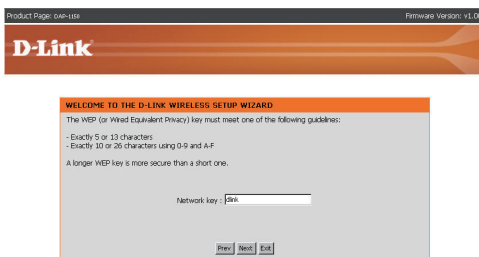 Product Page: DAP-1150 Firmware Version: v1.00
D-Link
WELCOME TO THE D-LINK WIRELESS SETUP WIZARD
The WEP (or Wired Equivalent Privacy) key must meet one of the following guidelines:
- Exactly 5 or 13 characters
- Exactly 10 or 26 characters using 0-9 and A-F
A longer WEP key is more secure than a short one.
Network key : dlink
Prev Next Exit